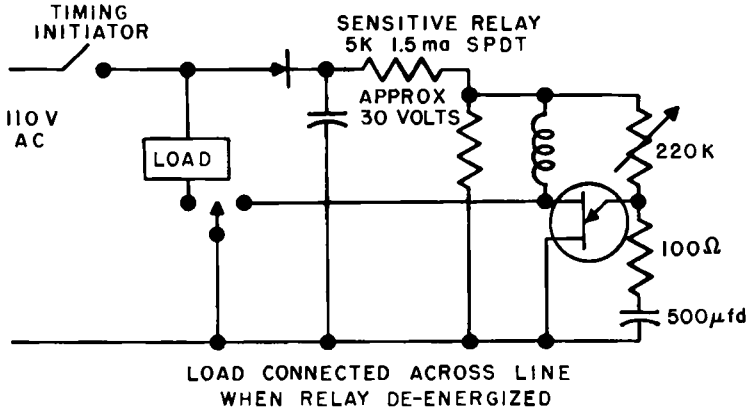 TIMING
INITIATOR
SENSITIVE RELAY
5K 1.5 ma SPDT
APPROX
30 VOLTS
110 V
AC
LOAD
220K
100Ω
500μfd
LOAD CONNECTED ACROSS LINE
WHEN RELAY DE-ENERGIZED